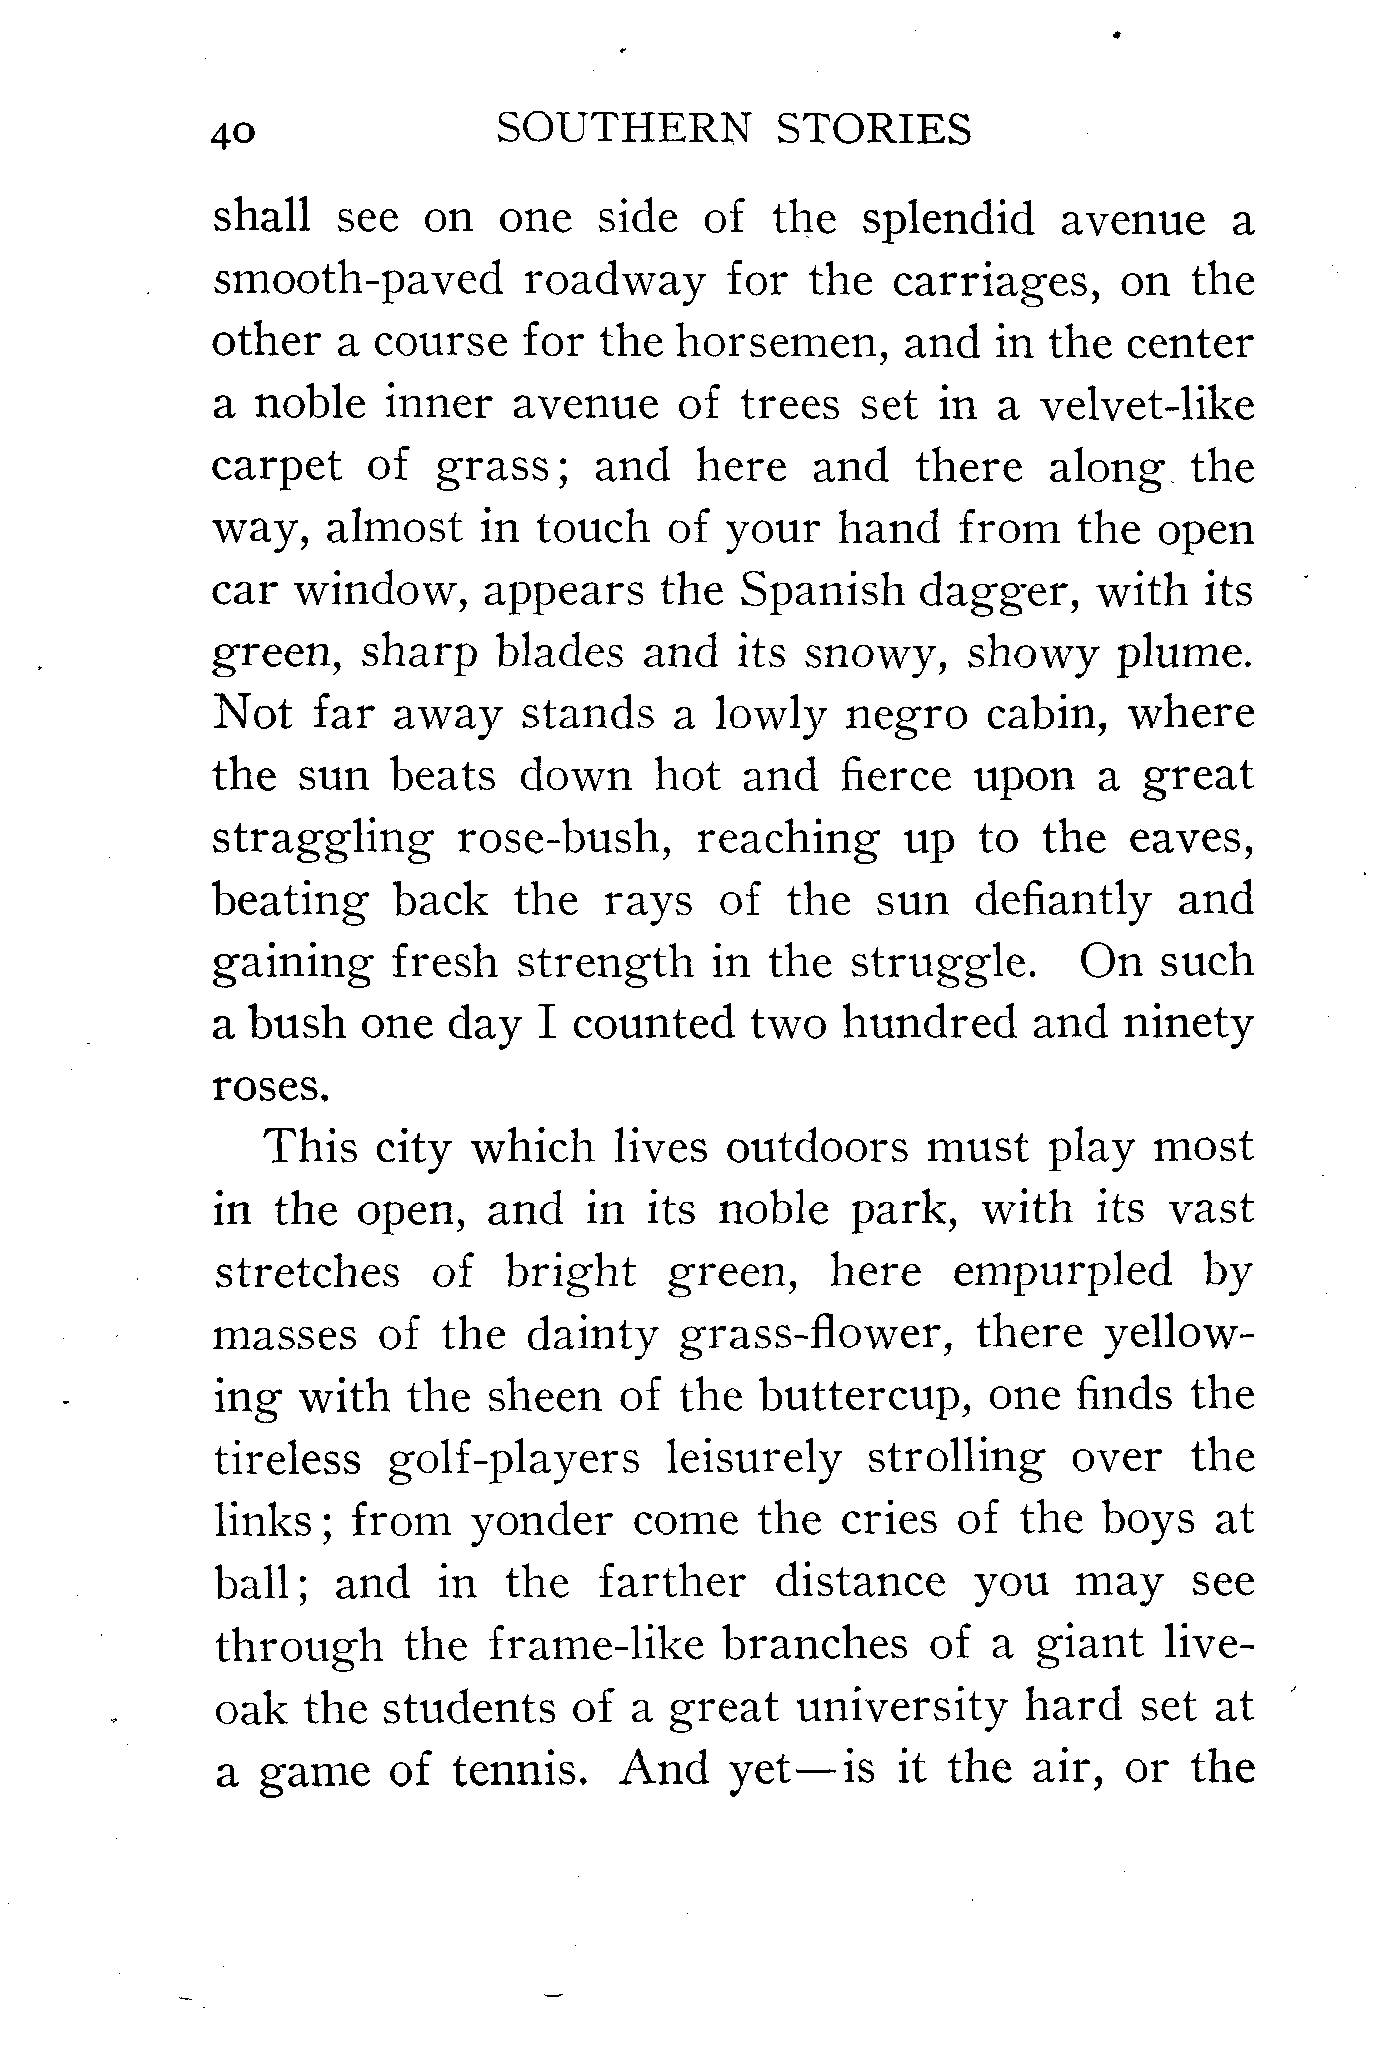 40 SOUTHERN STORIES
shall see on one side of the splendid avenue a
smooth-paved roadway for the carriages, on the
other a course for the horsemen, and in the center
a noble inner avenue of trees set in a velvet-like
carpet of grass; and here and there along the
way, almost in touch of your hand from the open
car window, appears the Spanish dagger, with its
green, sharp blades and its snowy, showy plume.
Not far away stands a lowly negro cabin, where
the sun beats down hot and fierce upon a great
straggling rose-bush, reaching up to the eaves,
beating back the rays of the sun defiantly and
gaining fresh strength in the struggle. On such
a bush one day I counted two hundred and ninety
roses.
This city which lives outdoors must play most
in the open, and in its noble park, with its vast
stretches of bright green, here empurpled by
masses of the dainty grass-flower, there yellow-
ing with the sheen of the buttercup, one finds the
tireless golf-players leisurely strolling over the
links; from yonder come the cries of the boys at
ball; and in the farther distance you may see
through the frame-like branches of a giant live-
oak the students of a great university hard set at
a game of tennis. And yet—is it the air, or the